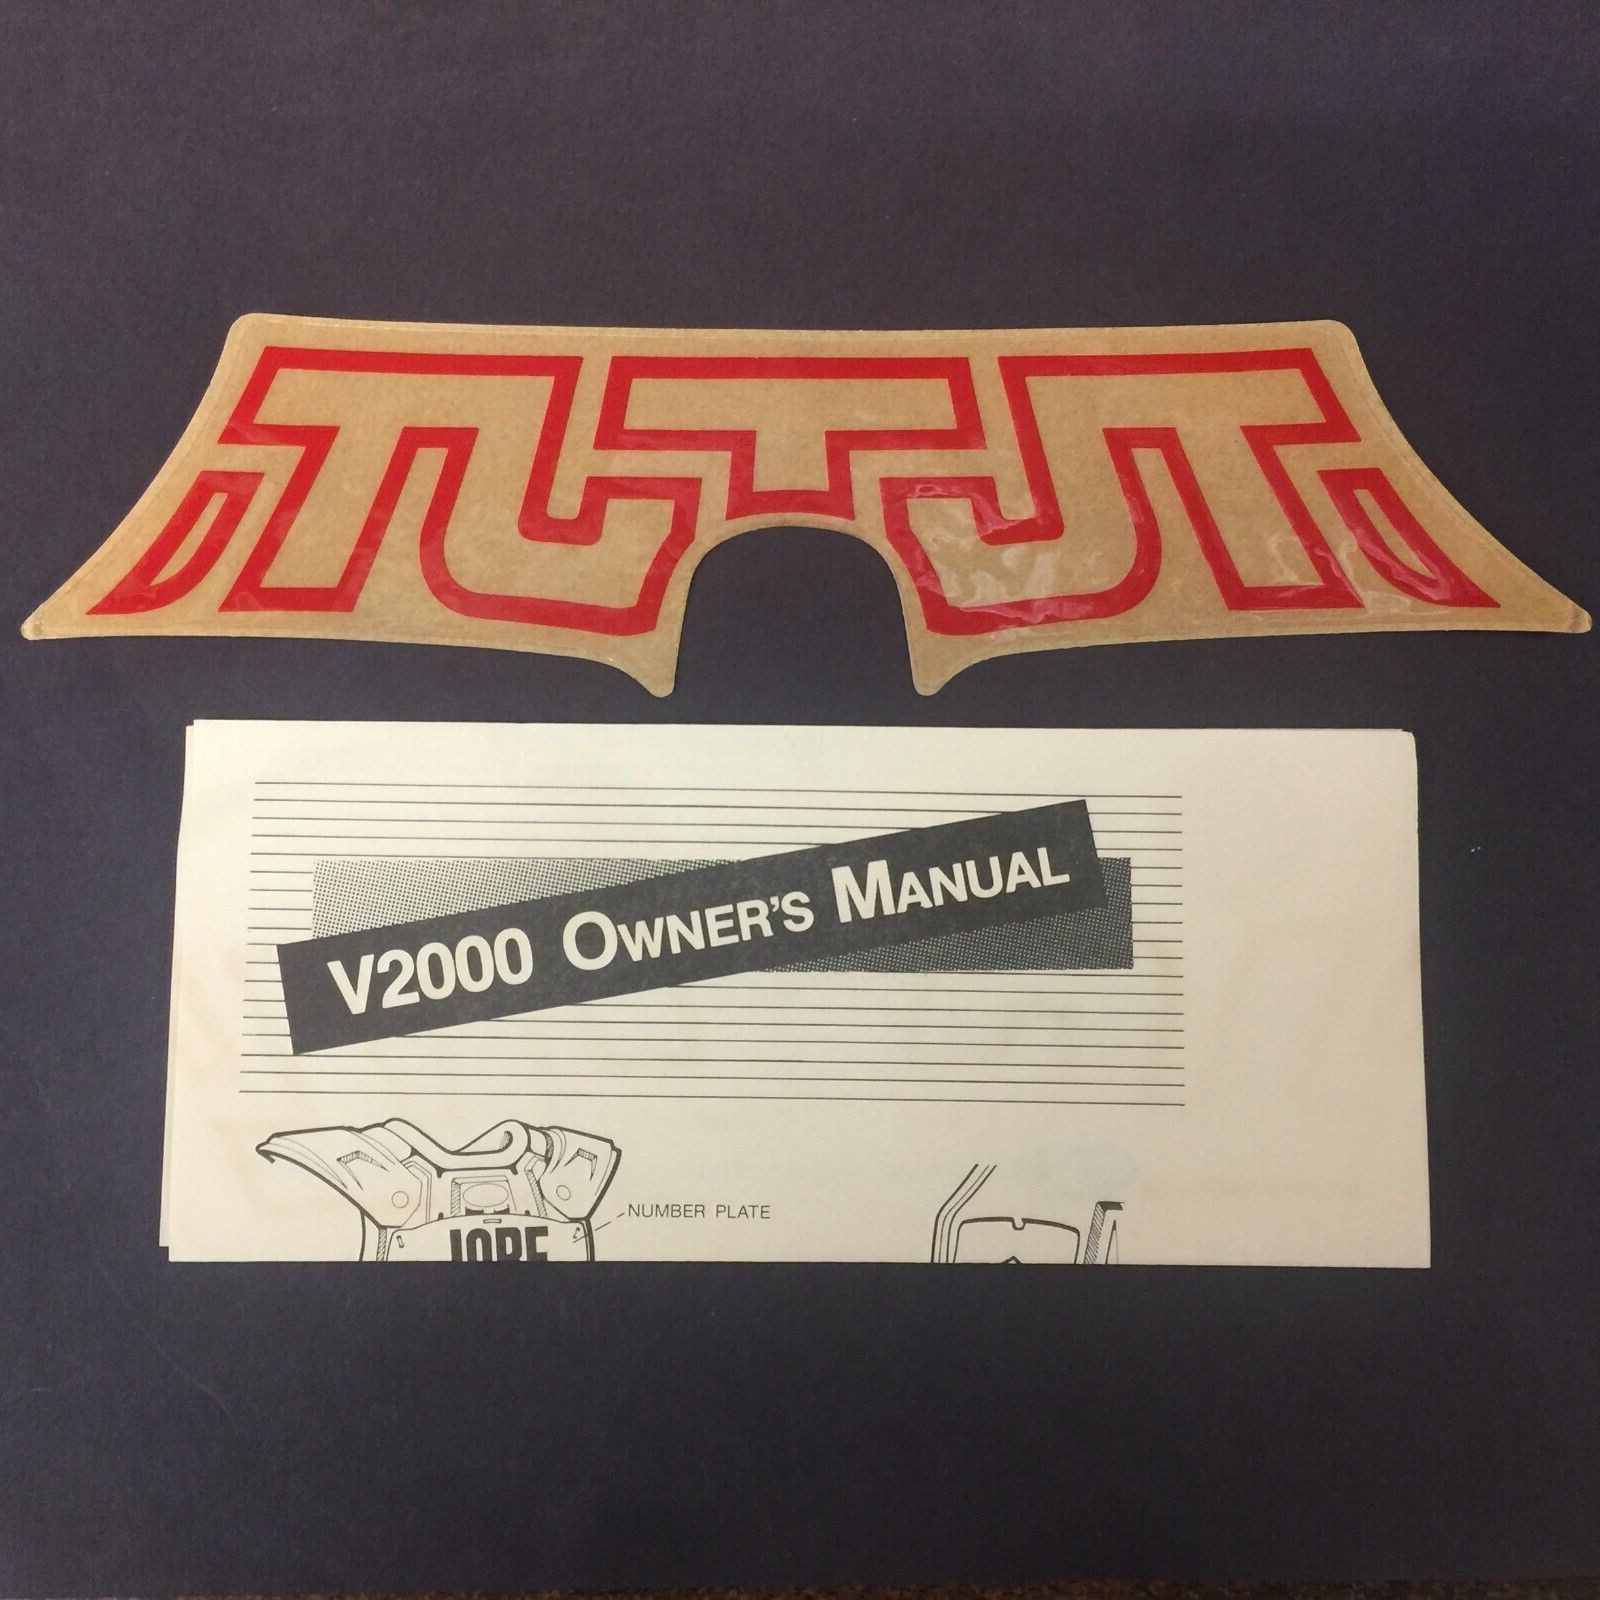 V2000 OWNER'S MANUAL
NUMBER PLATE